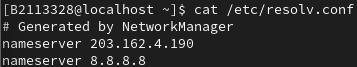 [B2113328@localhost ~]$ cat /etc/resolv.conf
# Generated by NetworkManager
nameserver 203.162.4.190
nameserver 8.8.8.8